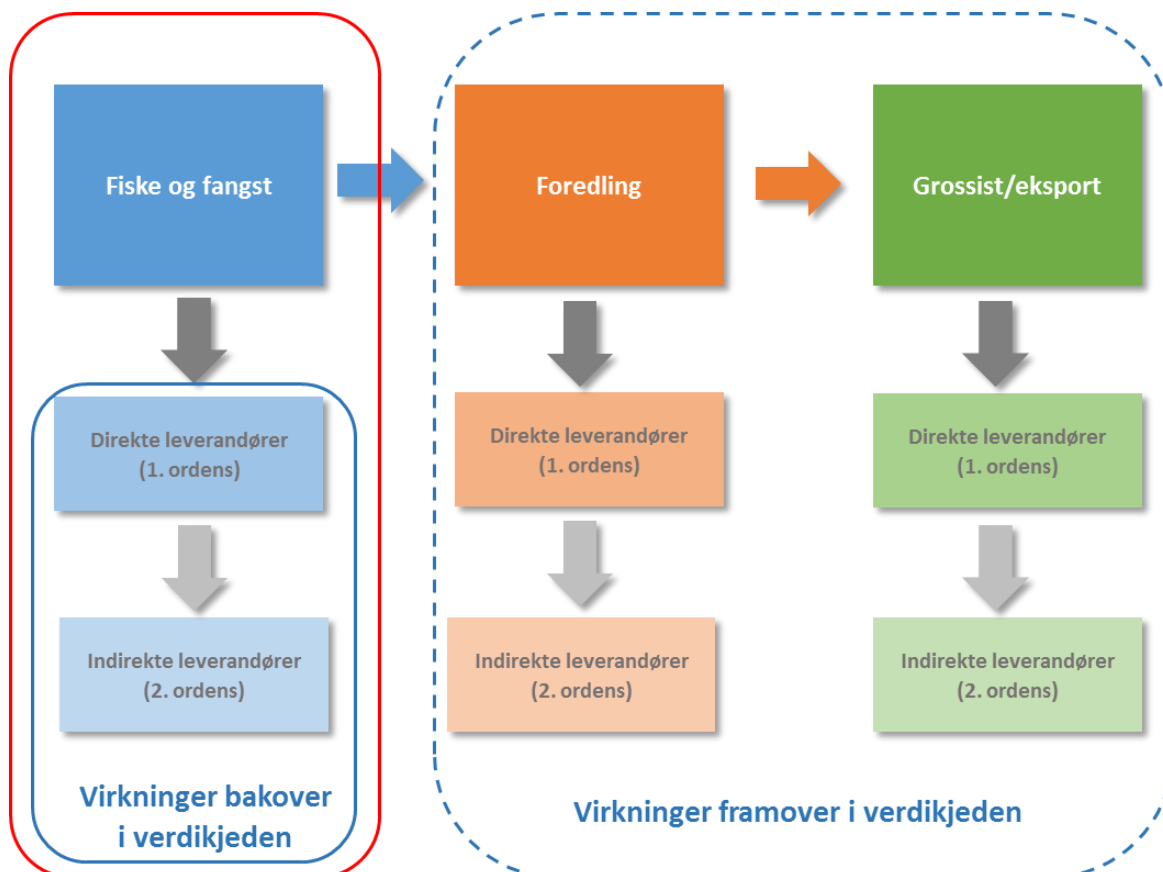 Fiske og fangst
Foredling
Grossist/eksport
Direkte leverandører
(1. ordens)
Direkte leverandører
(1. ordens)
Direkte leverandører
(1. ordens)
Indirekte leverandører
(2. ordens)
Indirekte leverandører
(2. ordens)
Indirekte leverandører
(2. ordens)
Virkninger bakover
i verdikjeden
Virkninger framover i verdikjeden